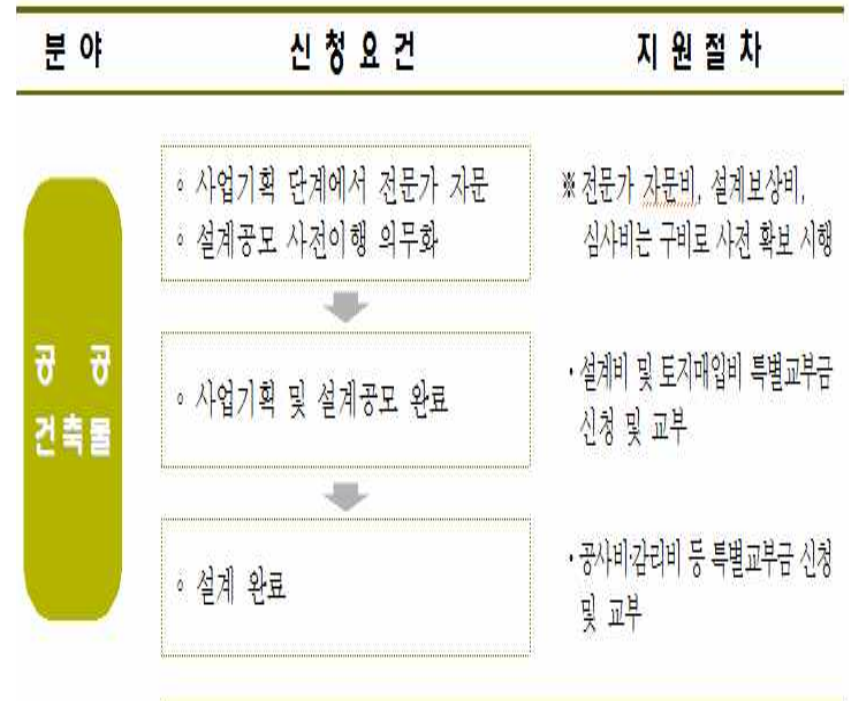 분 야 신 청 요 건 지 원 절 차
◦ 사업기획 단계에서 전문가 자문
◦ 설계공모 사전이행 의무화
※ 전문가 자문비, 설계보상비,
심사비는 구비로 사전 확보 시행
공 공
건축물
◦ 사업기획 및 설계공모 완료
· 설계비 및 토지매입비 특별교부금
신청 및 교부
◦ 설계 완료
· 공사비·감리비 등 특별교부금 신청
및 교부